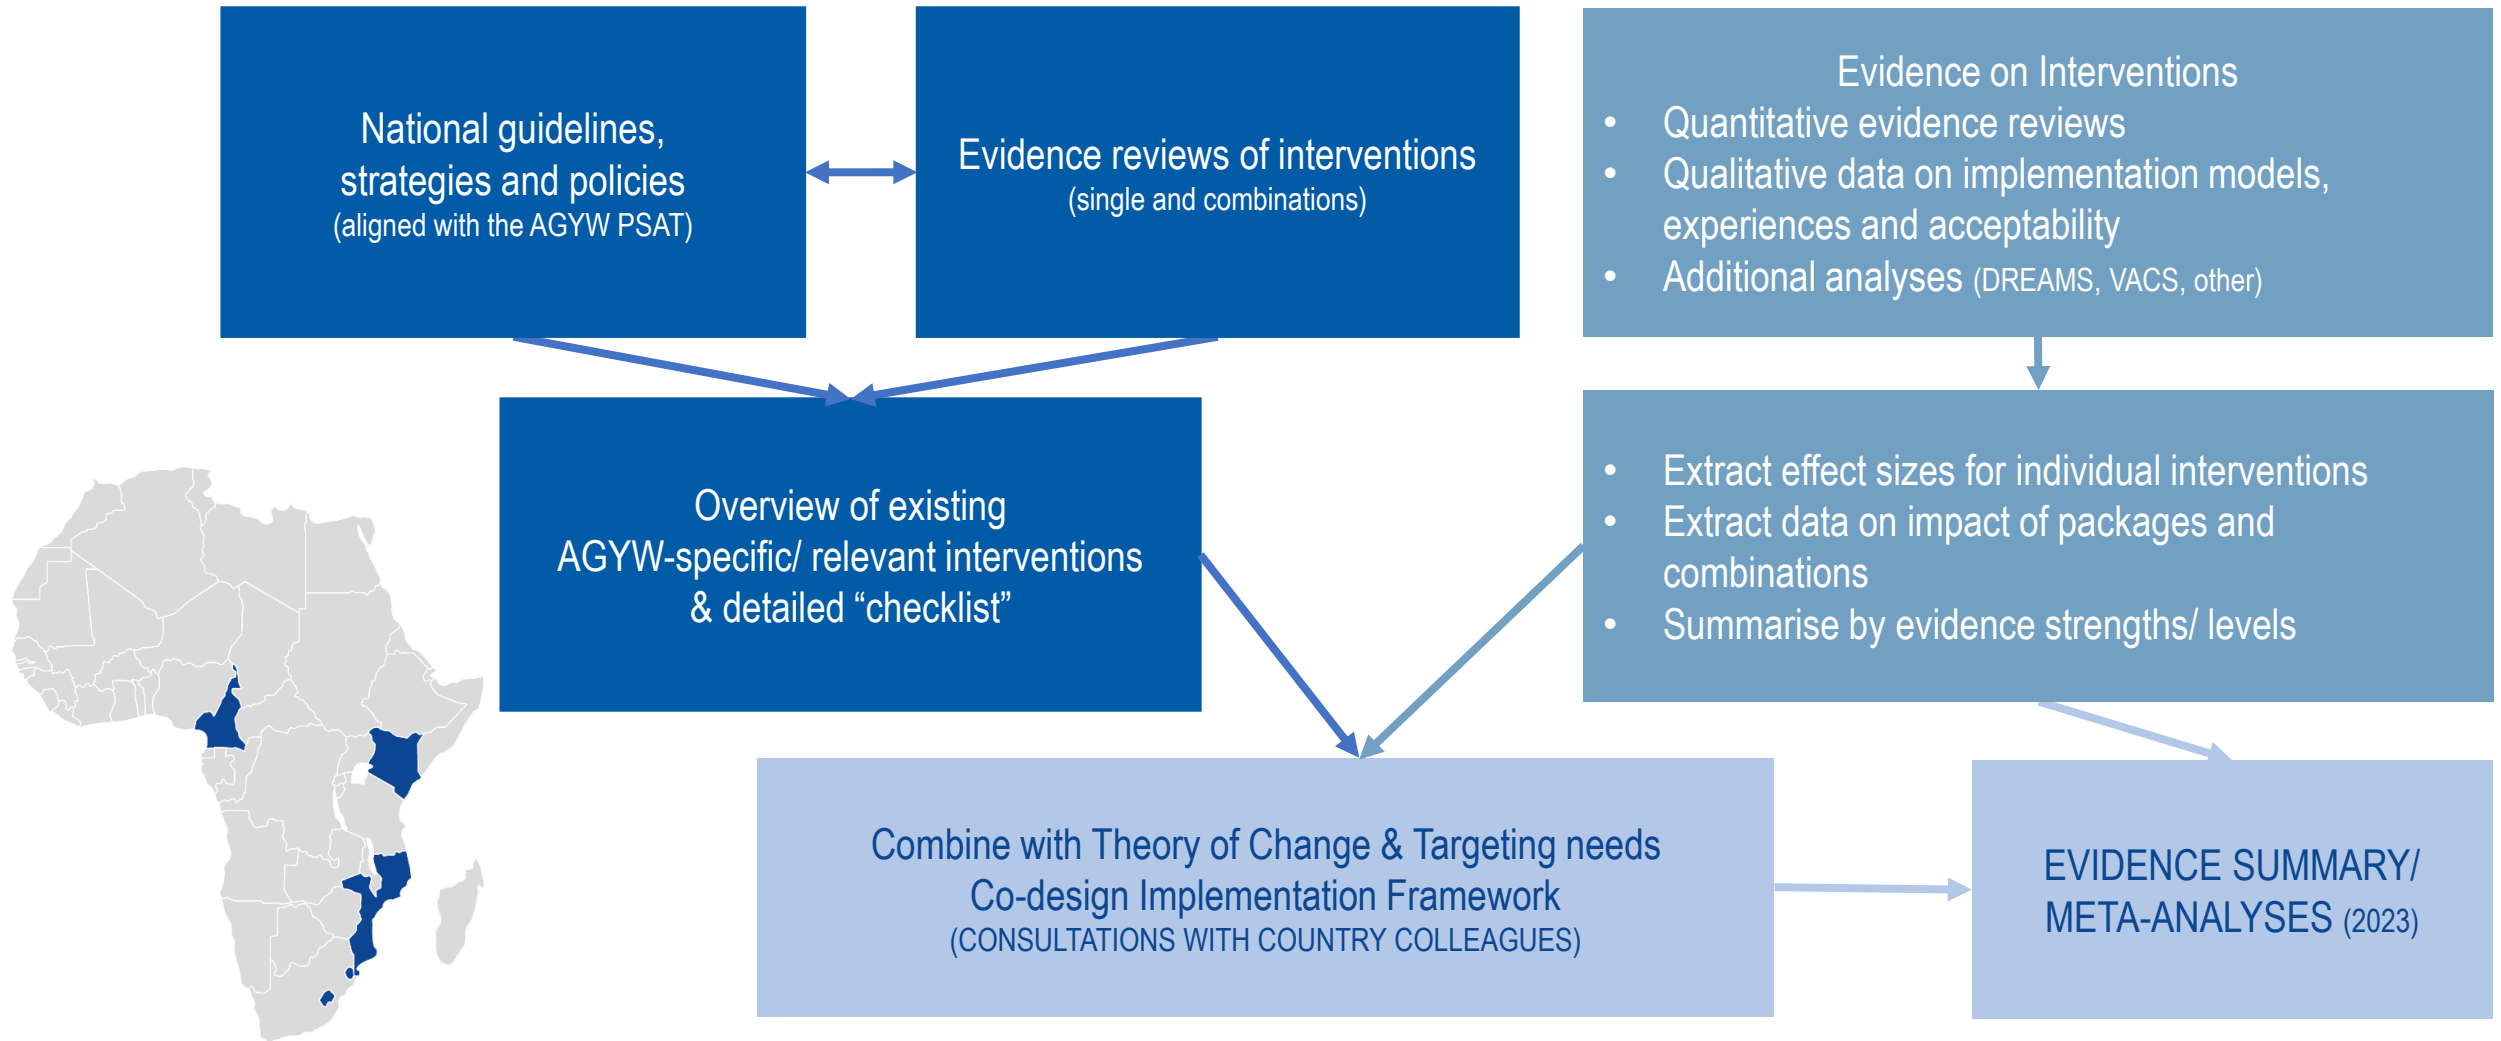 National guidelines,
strategies and policies
(aligned with the AGYW PSAT)
Evidence reviews of interventions
(single and combinations)
Evidence on Interventions
• Quantitative evidence reviews
• Qualitative data on implementation models,
experiences and acceptability
• Additional analyses (DREAMS, VACS, other)
Overview of existing
AGYW-specific/ relevant interventions
& detailed “checklist”
• Extract effect sizes for individual interventions
• Extract data on impact of packages and
combinations
• Summarise by evidence strengths/ levels
Combine with Theory of Change & Targeting needs
Co-design Implementation Framework
(CONSULTATIONS WITH COUNTRY COLLEAGUES)
EVIDENCE SUMMARY/
META-ANALYSES (2023)